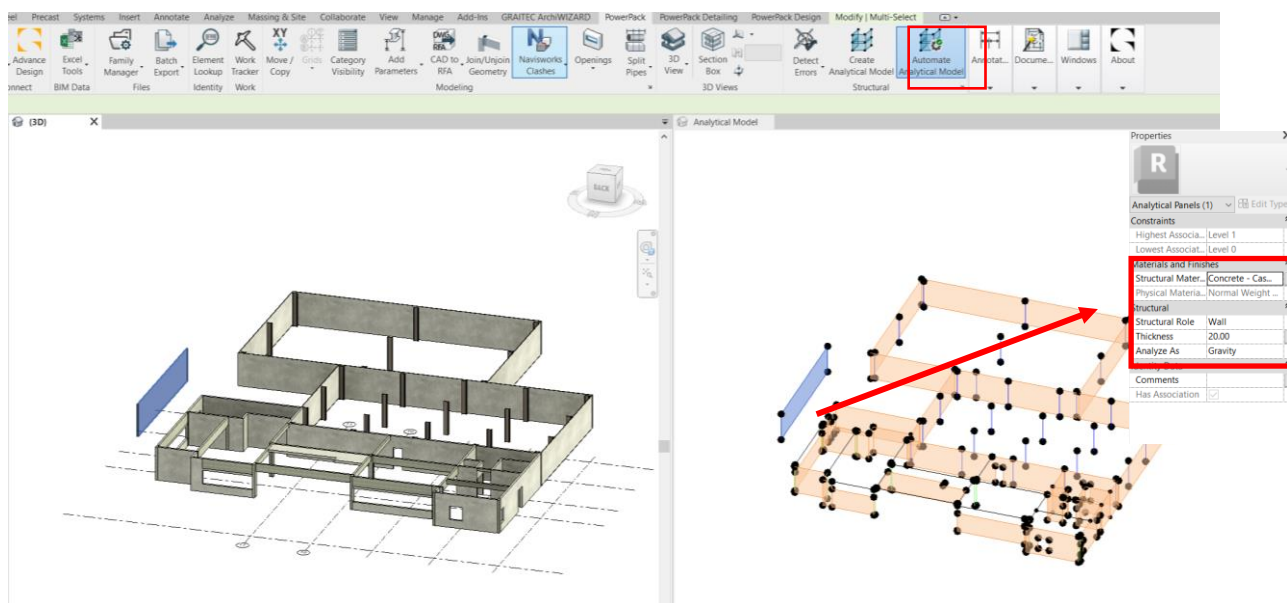 el Precast Systems Insert Annotate Analyze Massing & Site Collaborate View Manage Add-Ins GRAITEC ArchiWIZARD PowerPack PowerPack Detailing PowerPack Design Modify | Multi-Select
Advance Design Excel Tools Family Manager Batch Export Element Lookup Work Tracker XY Move / Copy Grids Category Visibility Add Parameters DWG RFA CAD to RFA Join/Unjoin Geometry Navisworks Clashes Openings Split Pipes 3D View Section Box Detect Errors Create Analytical Model Automate Analytical Model Annotat... Docume... Windows About
onnect BIM Data Files Identity Work Modeling 3D Views Structural
{3D} X Analytical Model
Properties X
BACK
R
Analytical Panels (1) Edit Type
Constraints
Highest Associa... Level 1
Lowest Associat... Level 0
Materials and Finishes
Structural Mater... Concrete - Cas...
Physical Materia... Normal Weight ...
Structural
Structural Role Wall
Thickness 20.00
Analyze As Gravity
Identity Data
Comments
Has Association